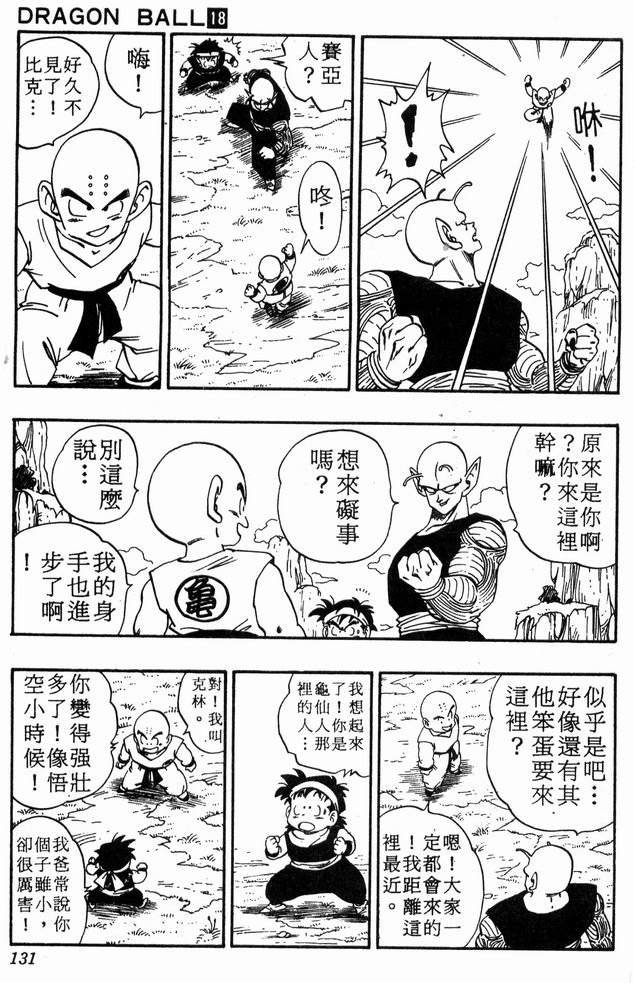 DRAGON BALL 18
咻!
!
賽亞
人?
咚!
嗨!
好久不
見了!
比克…
原來是你啊
?你來這裡
幹嘛?
想來礙事
嗎?
別這麼
說…
我的身
手也進
步了啊
!
似乎是吧…
好像還有其
他笨蛋要來
這裡?
嗯!大家一
定都會來的
!我距離這
裡最近。
我想起來
了!你是
龜仙人那
裡的人…
對!我叫
克林。
你變得强壯
多了!像悟
空小時候!
我爸常說你
個子雖小,
卻很厲害!
龜
131